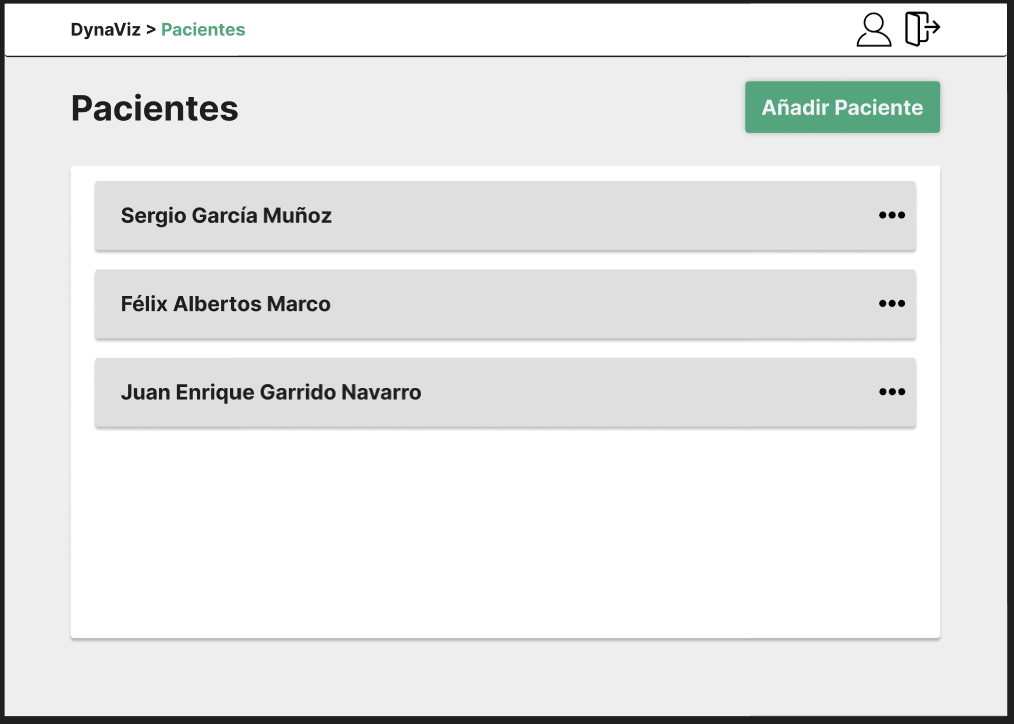 DynaViz > Pacientes
Pacientes
Añadir Paciente
Sergio García Muñoz
Félix Albertos Marco
Juan Enrique Garrido Navarro